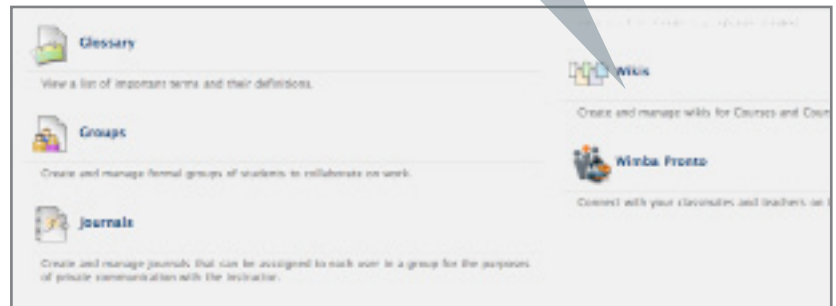 Glossary
View a list of important terms and their definitions.
Groups
Create and manage formal groups of students to collaborate on work.
Journals
Create and manage journals that can be assigned to each user in a group for the purposes
of private communication with the instructor.
Wikis
Create and manage wikis for Courses and Cour
Wimba Pronto
Connect with your classmates and teachers on